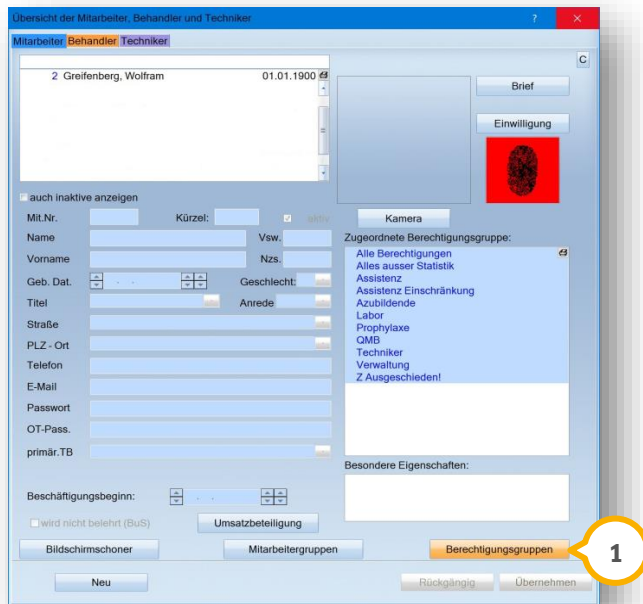 Übersicht der Mitarbeiter, Behandler und Techniker ?
Mitarbeiter Behandler Techniker
C
2 Greifenberg, Wolfram 01.01.1900
Brief
Einwilligung
auch inaktive anzeigen
Mit.Nr. Kürzel: aktiv Kamera
Name Vsw. Zugeordnete Berechtigungsgruppe:
Vorname Nzs.
Geb. Dat. . . Geschlecht:
Titel Anrede
Straße
PLZ - Ort
Telefon
E-Mail
Passwort
OT-Pass.
primär.TB
Alle Berechtigungen
Alles ausser Statistik
Assistenz
Assistenz Einschränkung
Azubildende
Labor
Prophylaxe
QMB
Techniker
Verwaltung
Z Ausgeschieden!
Besondere Eigenschaften:
Beschäftigungsbeginn: . .
wird nicht belehrt (BuS) Umsatzbeteiligung
Bildschirmschoner Mitarbeitergruppen Berechtigungsgruppen 1
Neu Rückgängig Übernehmen